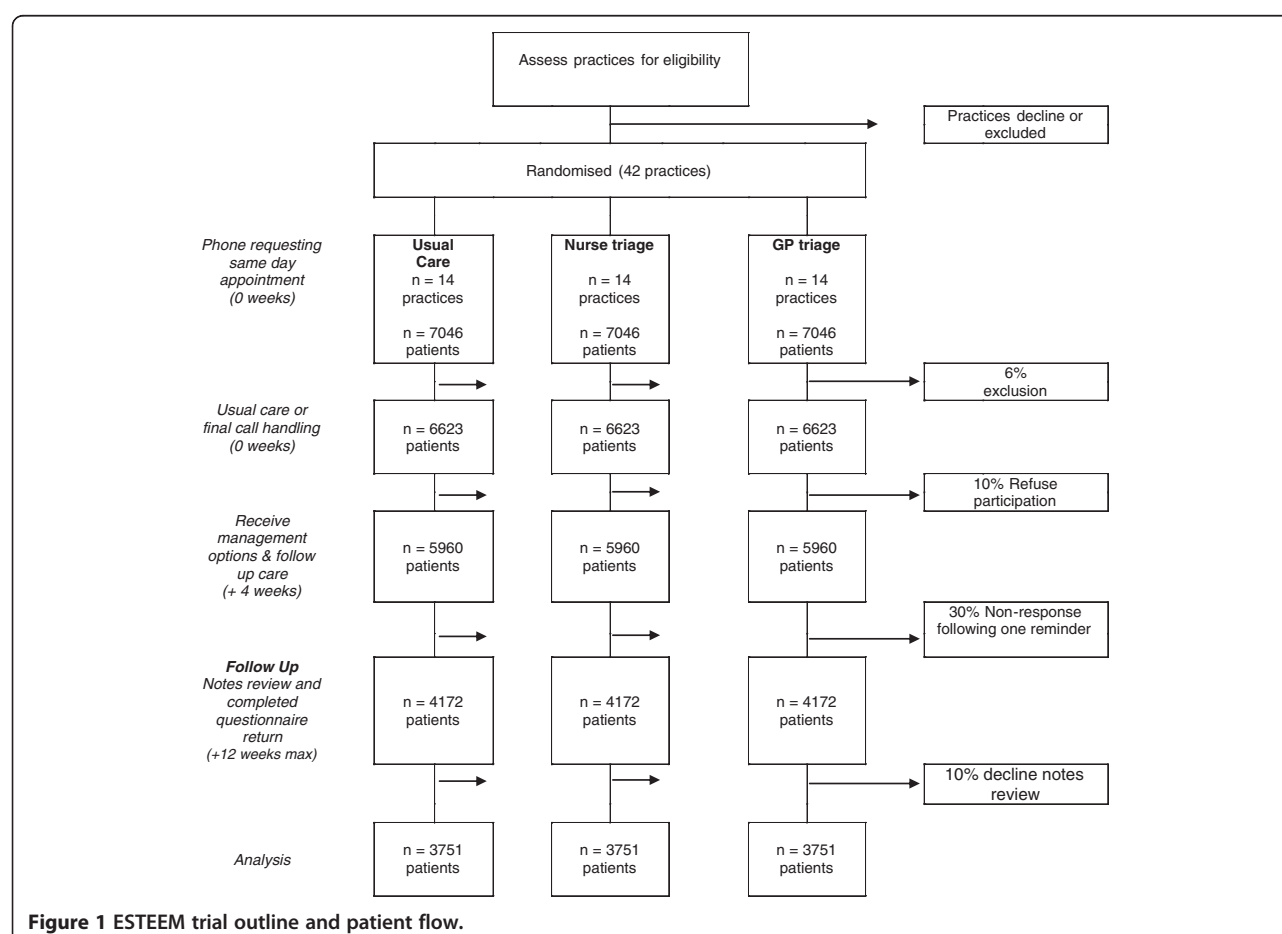 Assess practices for eligibility
Practices decline or
excluded
Randomised (42 practices)
Phone requesting
same day
appointment
(0 weeks)
Usual
Care
n = 14
practices
n = 7046
patients
Nurse triage
n = 14
practices
n = 7046
patients
GP triage
n = 14
practices
n = 7046
patients
6%
exclusion
Usual care or
final call handling
(0 weeks)
n = 6623
patients
n = 6623
patients
n = 6623
patients
10% Refuse
participation
Receive
management
options & follow
up care
(+ 4 weeks)
n = 5960
patients
n = 5960
patients
n = 5960
patients
30% Non-response
following one reminder
Follow Up
Notes review and
completed
questionnaire
return
(+12 weeks max)
n = 4172
patients
n = 4172
patients
n = 4172
patients
10% decline notes
review
Analysis
n = 3751
patients
n = 3751
patients
n = 3751
patients
Figure 1 ESTEEM trial outline and patient flow.